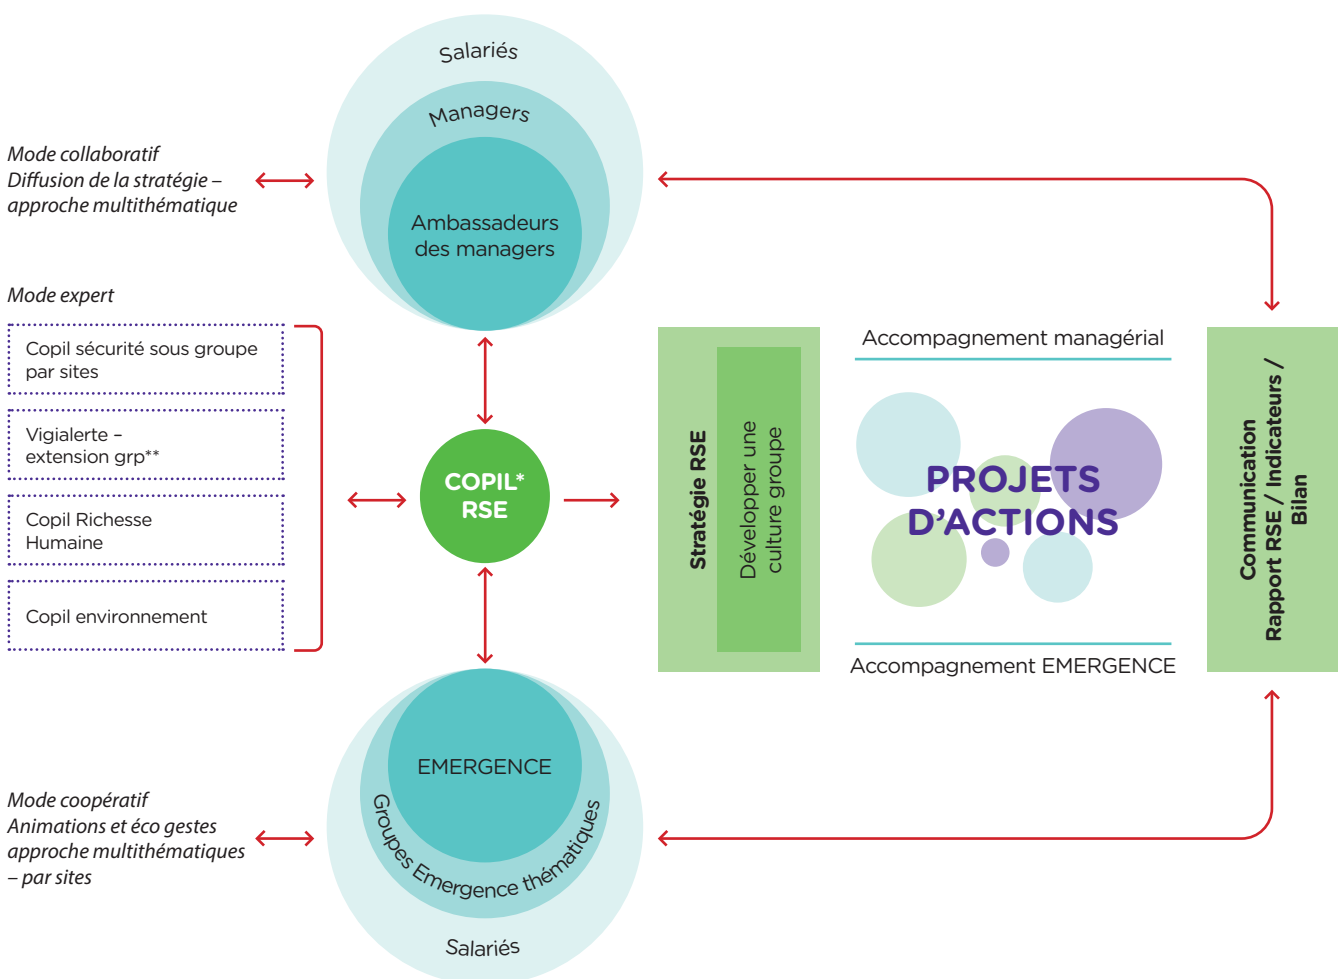 Salariés
Managers
Ambassadeurs
des managers
Mode collaboratif
Diffusion de la stratégie –
approche multithématique
Mode expert
Copil sécurité sous groupe
par sites
Vigialerte –
extension grp**
Copil Richesse
Humaine
Copil environnement
COPIL*
RSE
Stratégie RSE
Développer une
culture groupe
Accompagnement managérial
PROJETS
D’ACTIONS
Accompagnement EMERGENCE
Communication
Rapport RSE / Indicateurs /
Bilan
EMERGENCE
Groupes Emergence thématiques
Salariés
Mode coopératif
Animations et éco gestes
approche multithématiques
– par sites